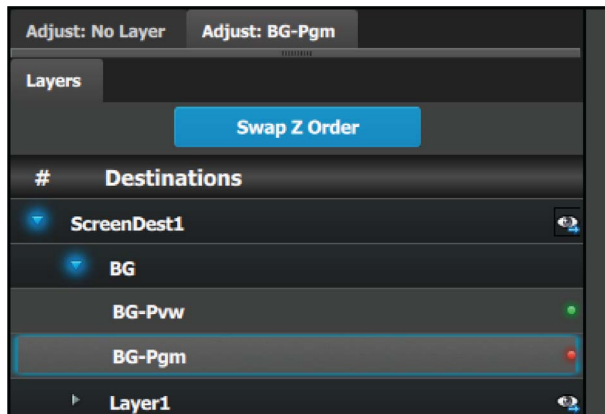 Adjust: No Layer Adjust: BG-Pgm
Layers
Swap Z Order
# Destinations
ScreenDest1
BG
BG-Pvw
BG-Pgm
Layer1